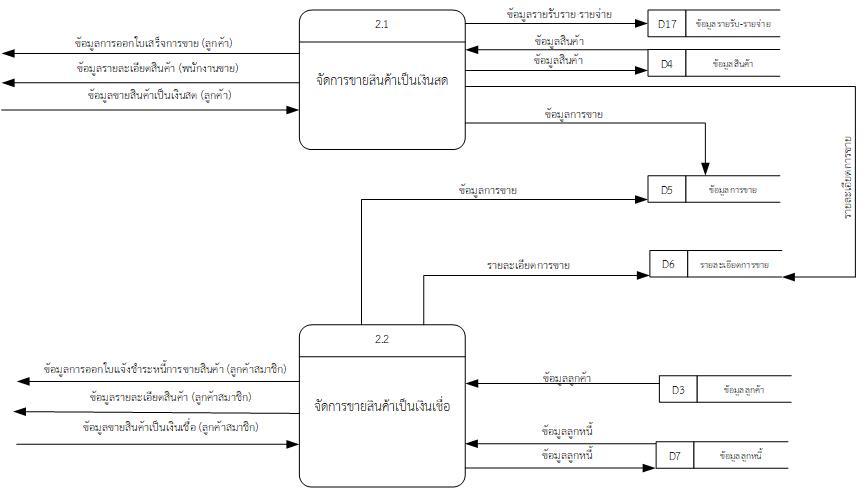 2.1
จัดการขายสินค้าเป็นเงินสด
ข้อมูลการออกใบเสร็จการขาย (ลูกค้า)
ข้อมูลรายละเอียดสินค้า (พนักงานขาย)
ข้อมูลขายสินค้าเป็นเงินสด (ลูกค้า)
ข้อมูลรายรับราย-รายจ่าย
D17 ข้อมูลรายรับ-รายจ่าย
ข้อมูลสินค้า
ข้อมูลสินค้า
D4 ข้อมูลสินค้า
ข้อมูลการขาย
รายละเอียดการขาย
ข้อมูลการขาย
D5 ข้อมูลการขาย
รายละเอียดการขาย
D6 รายละเอียดการขาย
2.2
จัดการขายสินค้าเป็นเงินเชื่อ
ข้อมูลการออกใบแจ้งชำระหนี้การขายสินค้า (ลูกค้าสมาชิก)
ข้อมูลรายละเอียดสินค้า (ลูกค้าสมาชิก)
ข้อมูลขายสินค้าเป็นเงินเชื่อ (ลูกค้าสมาชิก)
ข้อมูลลูกค้า
D3 ข้อมูลลูกค้า
ข้อมูลลูกหนี้
ข้อมูลลูกหนี้
D7 ข้อมูลลูกหนี้